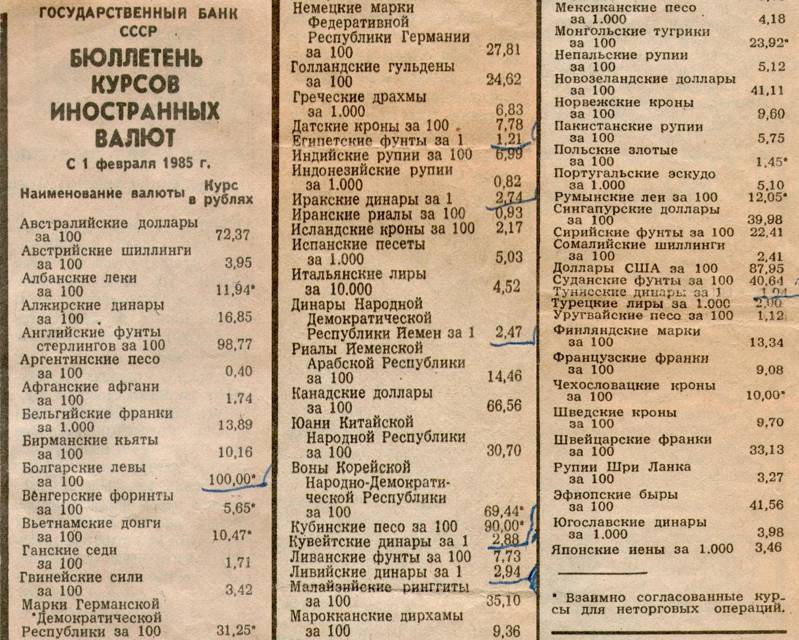 ГОСУДАРСТВЕННЫЙ БАНК
СССР
БЮЛЛЕТЕНЬ
КУРСОВ
ИНОСТРАННЫХ
ВАЛЮТ
С 1 февраля 1985 г.
Наименование валюты Курс в рублях
Австралийские доллары
за 100 72,37
Австрийские шиллинги
за 100 3,95
Албанские леки
за 100 11,94*
Алжирские динары
за 100 16,85
Английские фунты
стерлингов за 100 98,77
Аргентинские песо
за 100 0,40
Афганские афгани
за 100 1,74
Бельгийские франки
за 1.000 13,89
Бирманские кьяты
за 100 10,16
Болгарские левы
за 100 100,00*
Венгерские форинты
за 100 5,65*
Вьетнамские донги
за 100 10,47*
Ганские седи
за 100 1,71
Гвинейские сили
за 100 3,42
Марки Германской
Демократической
Республики за 100 31,25*
Немецкие марки
Федеративной
Республики Германии
за 100 27,81
Голландские гульдены
за 100 24,62
Греческие драхмы
за 1.000 6,83
Датские кроны за 100 7,78
Египетские фунты за 1 1,21
Индийские рупии за 100 6,99
Индонезийские рупии
за 1.000 0,82
Иракские динары за 1 2,74
Иранские риалы за 100 0,93
Исландские кроны за 100 2,17
Испанские песеты
за 1.000 5,03
Итальянские лиры
за 10.000 4,52
Динары Народной
Демократической
Республики Йемен за 1 2,47
Риалы Йеменской
Арабской Республики
за 100 14,46
Канадские доллары
за 100 66,56
Юани Китайской
Народной Республики
за 100 30,70
Воны Корейской
Народно-Демократи-
ческой Республики
за 100 69,44*
Кубинские песо за 100 90,00*
Кувейтские динары за 1 2,88
Ливанские фунты за 100 7,73
Ливийские динары за 1 2,94
Малайзийские ринггиты
за 100 35,10
Марокканские дирхамы
за 100 9,36
Мексиканские песо
за 1.000 4,18
Монгольские тугрики
за 100 23,92*
Непальские рупии
за 100 5,12
Новозеландские доллары
за 100 41,11
Норвежские кроны
за 100 9,60
Пакистанские рупии
за 100 5,75
Польские злотые
за 100 1,45*
Португальские эскудо
за 1.000 5,10
Румынские леи за 100 12,05*
Сингапурские доллары
за 100 39,98
Сирийские фунты за 100 22,41
Сомалийские шиллинги
за 100 2,41
Доллары США за 100 87,95
Суданские фунты за 100 40,64
Тунисские динары за 1
Турецкие лиры за 1.000 2,00
Уругвайские песо за 100 1,12
Финляндские марки
за 100 13,34
Французские франки
за 100 9,08
Чехословацкие кроны
за 100 10,00*
Шведские кроны
за 100 9,70
Швейцарские франки
за 100 33,13
Рупии Шри Ланка
за 100 3,27
Эфиопские быры
за 100 41,56
Югославские динары
за 1.000 3,98
Японские иены за 1.000 3,46
* Взаимно согласованные кур-
сы для неторговых операций.